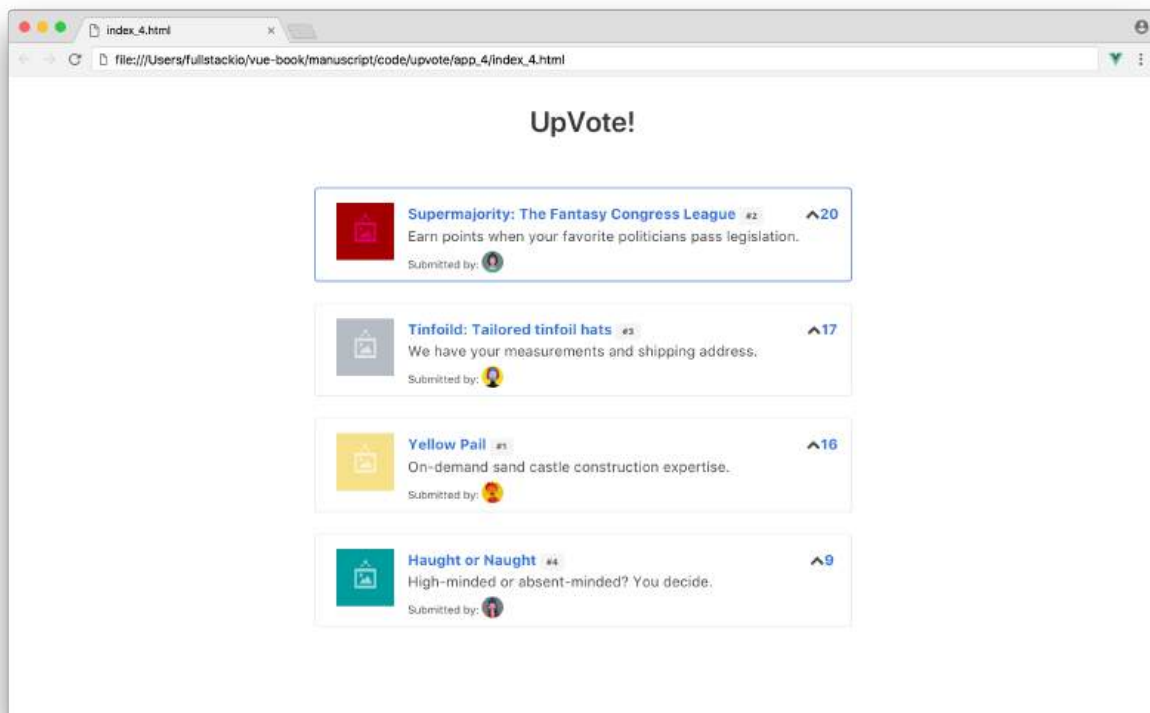 index_4.html
file:///Users/fullstackio/vue-book/manuscript/code/upvote/app_4/index_4.html
UpVote!
Supermajority: The Fantasy Congress League #2 20
Earn points when your favorite politicians pass legislation.
Submitted by:
Tinfoild: Tailored tinfoil hats #3 17
We have your measurements and shipping address.
Submitted by:
Yellow Pail #1 16
On-demand sand castle construction expertise.
Submitted by:
Haught or Naught #4 9
High-minded or absent-minded? You decide.
Submitted by: